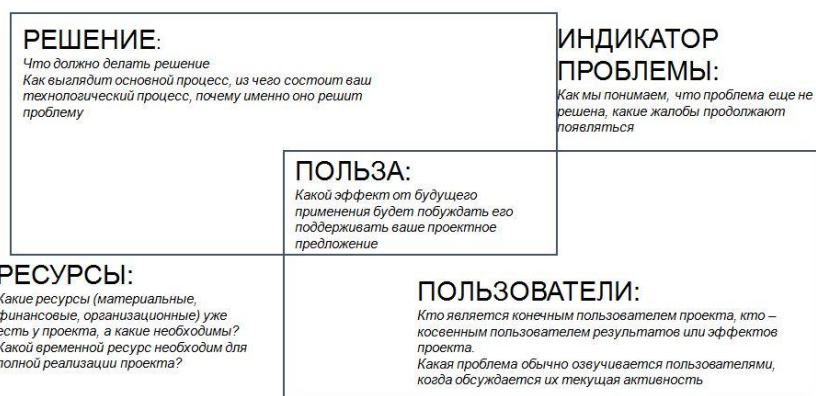 РЕШЕНИЕ:
Что должно делать решение
Как выглядит основной процесс, из чего состоит ваш
технологический процесс, почему именно оно решит
проблему
ИНДИКАТОР
ПРОБЛЕМЫ:
Как мы понимаем, что проблема еще не
решена, какие жалобы продолжают
появляться
ПОЛЬЗА:
Какой эффект от будущего
применения будет побуждать его
поддерживать ваше проектное
предложение
РЕСУРСЫ:
Какие ресурсы (материальные,
финансовые, организационные) уже
есть у проекта, а какие необходимы?
Какой временной ресурс необходим для
полной реализации проекта?
ПОЛЬЗОВАТЕЛИ:
Кто является конечным пользователем проекта, кто –
косвенным пользователем результатов или эффектов
проекта.
Какая проблема обычно озвучивается пользователями,
когда обсуждается их текущая активность